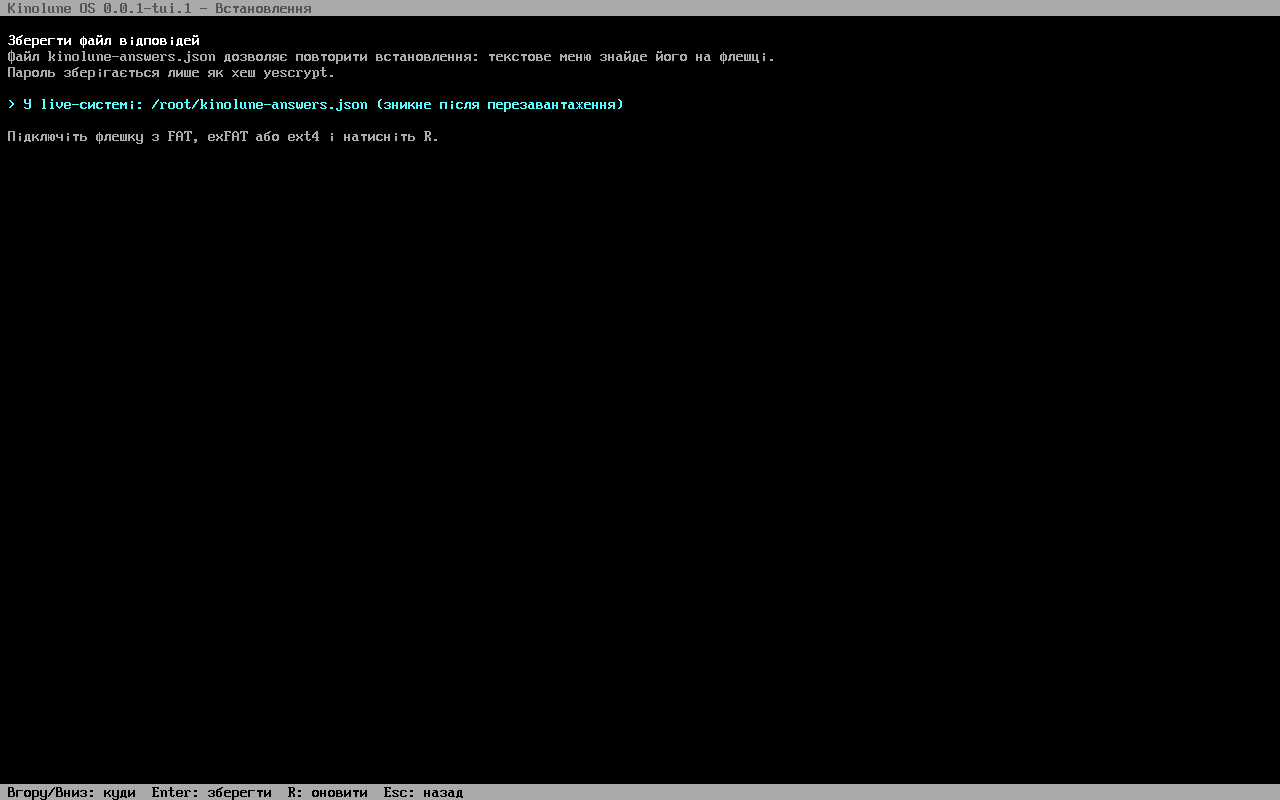 Kinolune OS 0.0.1-tui.1 - Встановлення
Зберегти файл відповідей
Файл kinolune-answers.json дозволяє повторити встановлення: текстове меню знайде його на флешці.
Пароль зберігається лише як хеш yescrypt.
> У live-системі: /root/kinolune-answers.json (зникне після перезавантаження)
Підключіть флешку з FAT, exFAT або ext4 і натисніть R.
Вгору/Вниз: куди  Enter: зберегти  R: оновити  Esc: назад